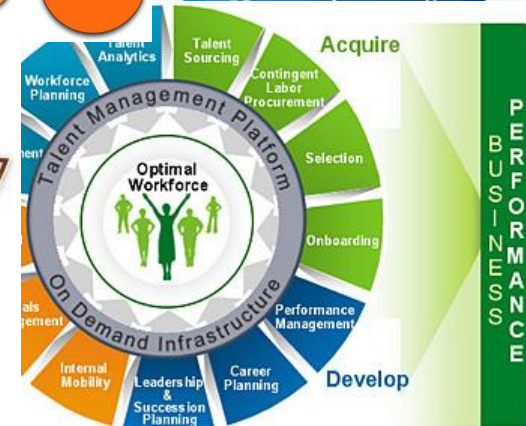 Talent
Analytics
Talent
Sourcing
Acquire
Contingent
Labor
Procurement
Workforce
Planning
Talent Management Platform
Selection
Optimal
Workforce
Onboarding
On Demand Infrastructure
Performance
Management
Internal
Mobility
Leadership
&
Succession
Planning
Career
Planning
Develop
BUSINESS
PERFORMANCE